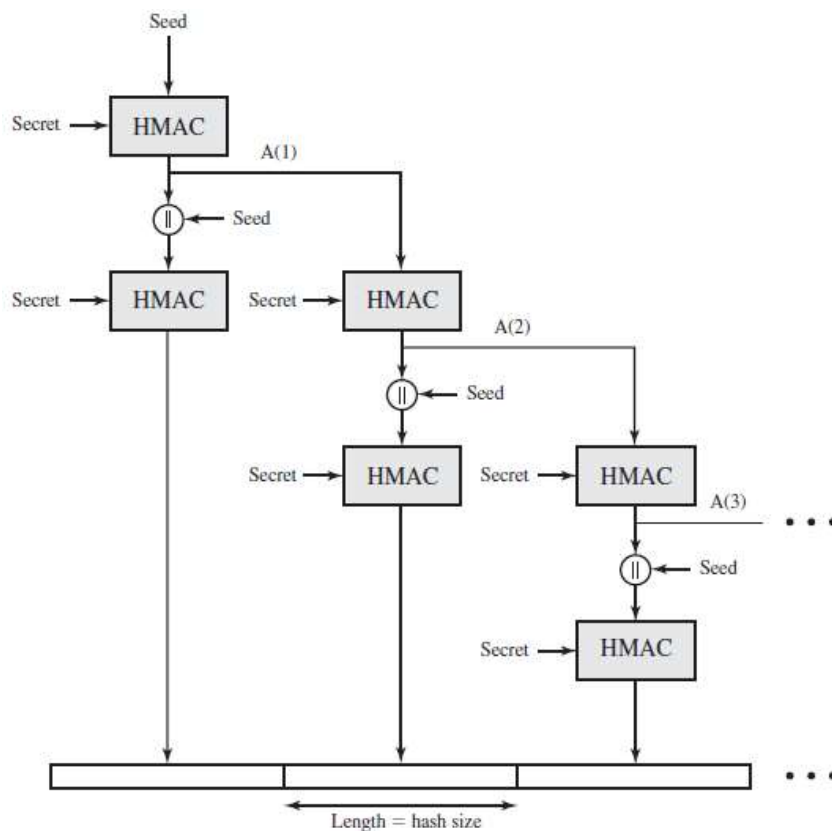 Seed
Secret
HMAC
A(1)
||
Seed
Secret
HMAC
Secret
HMAC
A(2)
||
Seed
Secret
HMAC
Secret
HMAC
A(3)
• • •
||
Seed
Secret
HMAC
• • •
Length = hash size